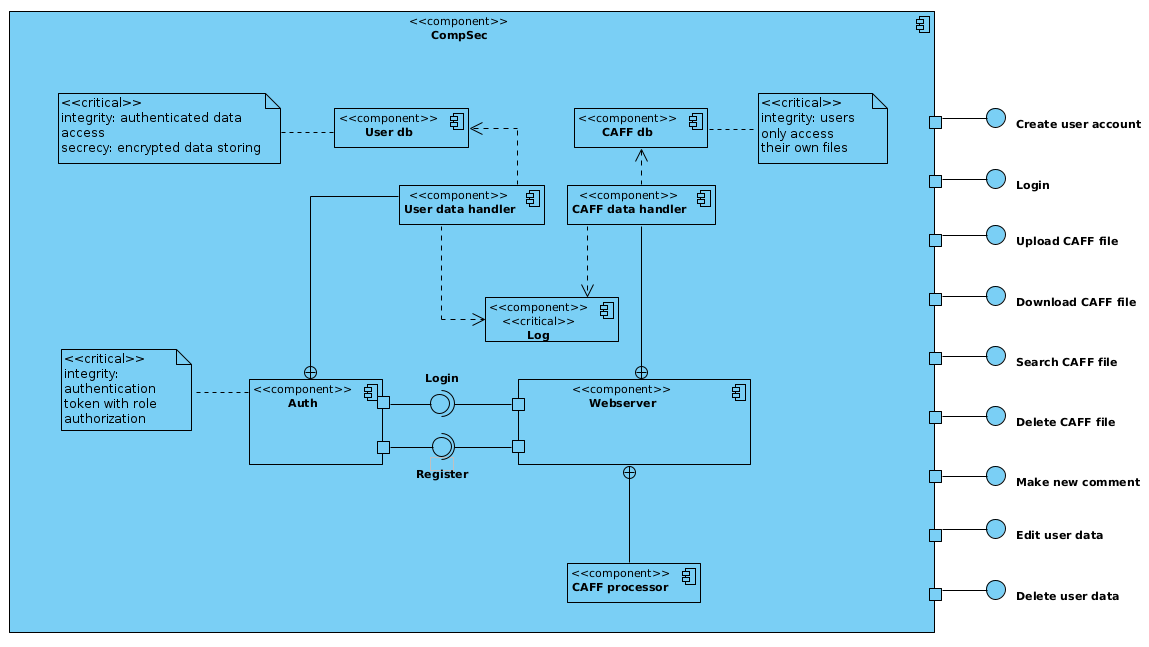 <<component>>
CompSec
<<critical>>
integrity: authenticated data
access
secrecy: encrypted data storing
<<component>>
User db
<<component>>
CAFF db
<<critical>>
integrity: users
only access
their own files
<<component>>
User data handler
<<component>>
CAFF data handler
<<component>>
<<critical>>
Log
<<critical>>
integrity:
authentication
token with role
authorization
<<component>>
Auth
Login
Register
<<component>>
Webserver
<<component>>
CAFF processor
Create user account
Login
Upload CAFF file
Download CAFF file
Search CAFF file
Delete CAFF file
Make new comment
Edit user data
Delete user data